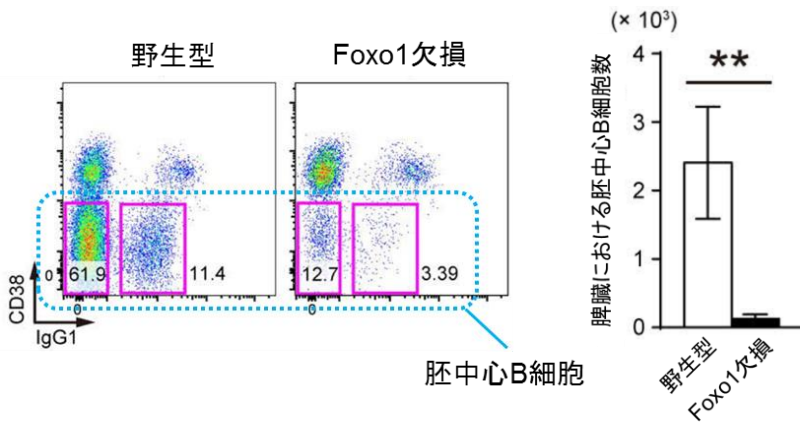 野生型
Foxo1欠損
CD38
IgG1
0
61.9
11.4
0
12.7
3.39
0
胚中心B細胞
(× 10³)
脾臓における胚中心B細胞数
4
3
2
1
0
**
野生型
Foxo1欠損